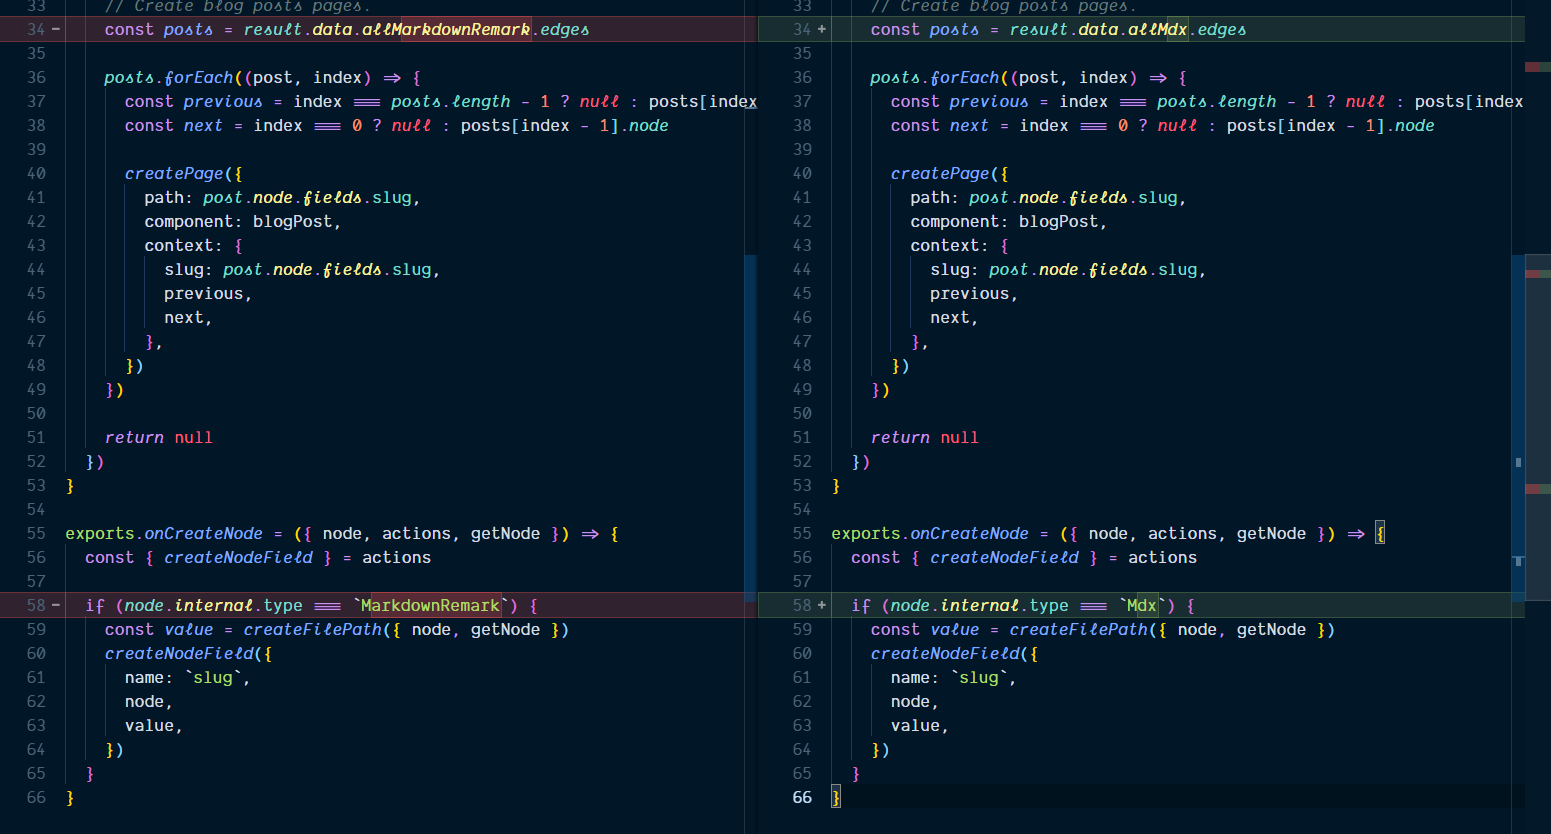 33 // Create blog posts pages.
34 − const posts = result.data.allMarkdownRemark.edges
35
36 posts.forEach((post, index) => {
37 const previous = index === posts.length - 1 ? null : posts[index
38 const next = index === 0 ? null : posts[index - 1].node
39
40 createPage({
41 path: post.node.fields.slug,
42 component: blogPost,
43 context: {
44 slug: post.node.fields.slug,
45 previous,
46 next,
47 },
48 })
49 })
50
51 return null
52 })
53 }
54
55 exports.onCreateNode = ({ node, actions, getNode }) => {
56 const { createNodeField } = actions
57
58 − if (node.internal.type === `MarkdownRemark`) {
59 const value = createFilePath({ node, getNode })
60 createNodeField({
61 name: `slug`,
62 node,
63 value,
64 })
65 }
66 }
33 // Create blog posts pages.
34 + const posts = result.data.allMdx.edges
35
36 posts.forEach((post, index) => {
37 const previous = index === posts.length - 1 ? null : posts[index
38 const next = index === 0 ? null : posts[index - 1].node
39
40 createPage({
41 path: post.node.fields.slug,
42 component: blogPost,
43 context: {
44 slug: post.node.fields.slug,
45 previous,
46 next,
47 },
48 })
49 })
50
51 return null
52 })
53 }
54
55 exports.onCreateNode = ({ node, actions, getNode }) => {
56 const { createNodeField } = actions
57
58 + if (node.internal.type === `Mdx`) {
59 const value = createFilePath({ node, getNode })
60 createNodeField({
61 name: `slug`,
62 node,
63 value,
64 })
65 }
66 }